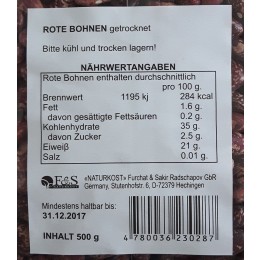 ROTE BOHNEN getrocknet
Bitte kühl und trocken lagern!
NÄHRWERTANGABEN
Rote Bohnen enthalten durchschnittlich
pro 100 g.
Brennwert 1195 kj 284 kcal
Fett 1.6 g.
davon gesättigte Fettsäuren 0.2 g.
Kohlenhydrate 35 g.
davon Zucker 2.5 g.
Eiweiß 21 g.
Salz 0.01 g.
E&S «NATURKOST» Furchat & Sakir Radschapov GbR
Germany, Stutenhofstr. 6, D-72379 Hechingen
Mindestens haltbar bis:
31.12.2017
INHALT 500 g
4 780036 230287